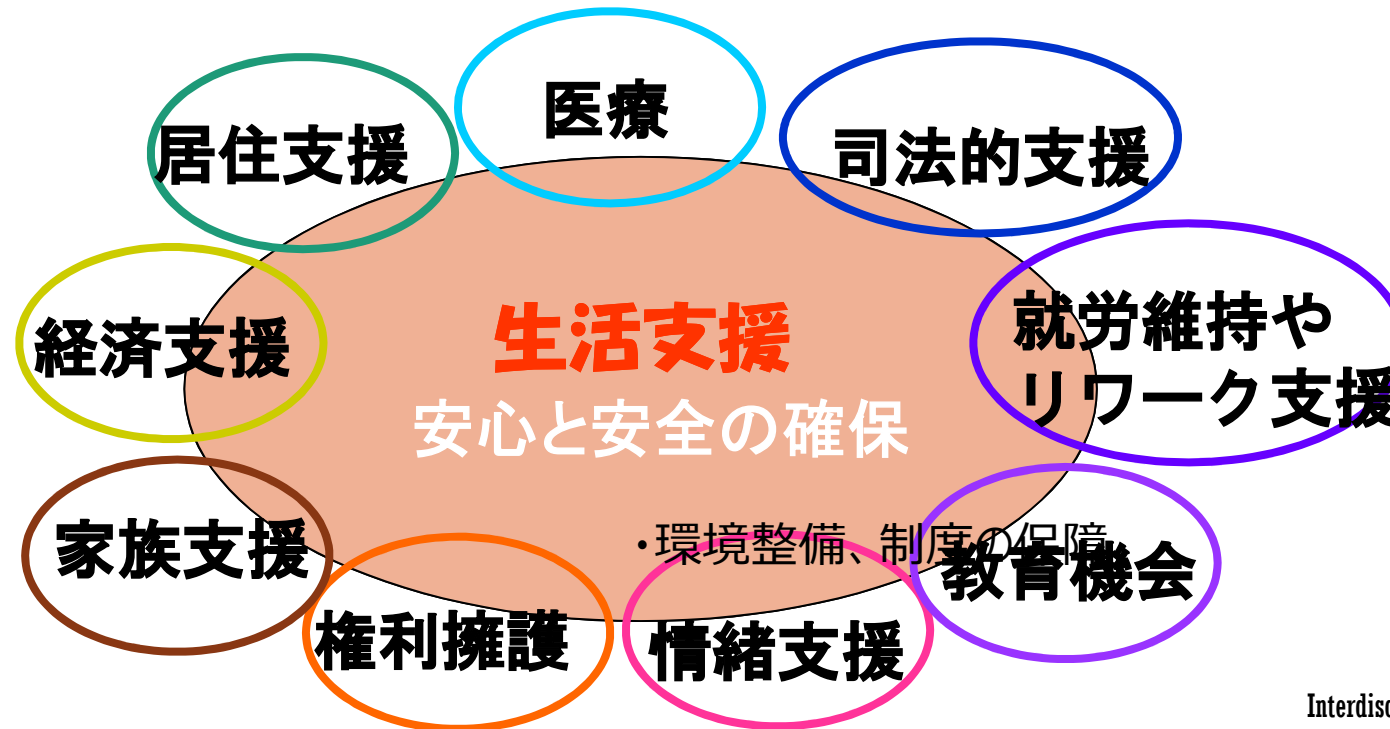 医療
居住支援
司法的支援
就労維持や
リワーク支援
経済支援
生活支援
安心と安全の確保
・環境整備、制度の保障
家族支援
教育機会
権利擁護
情緒支援